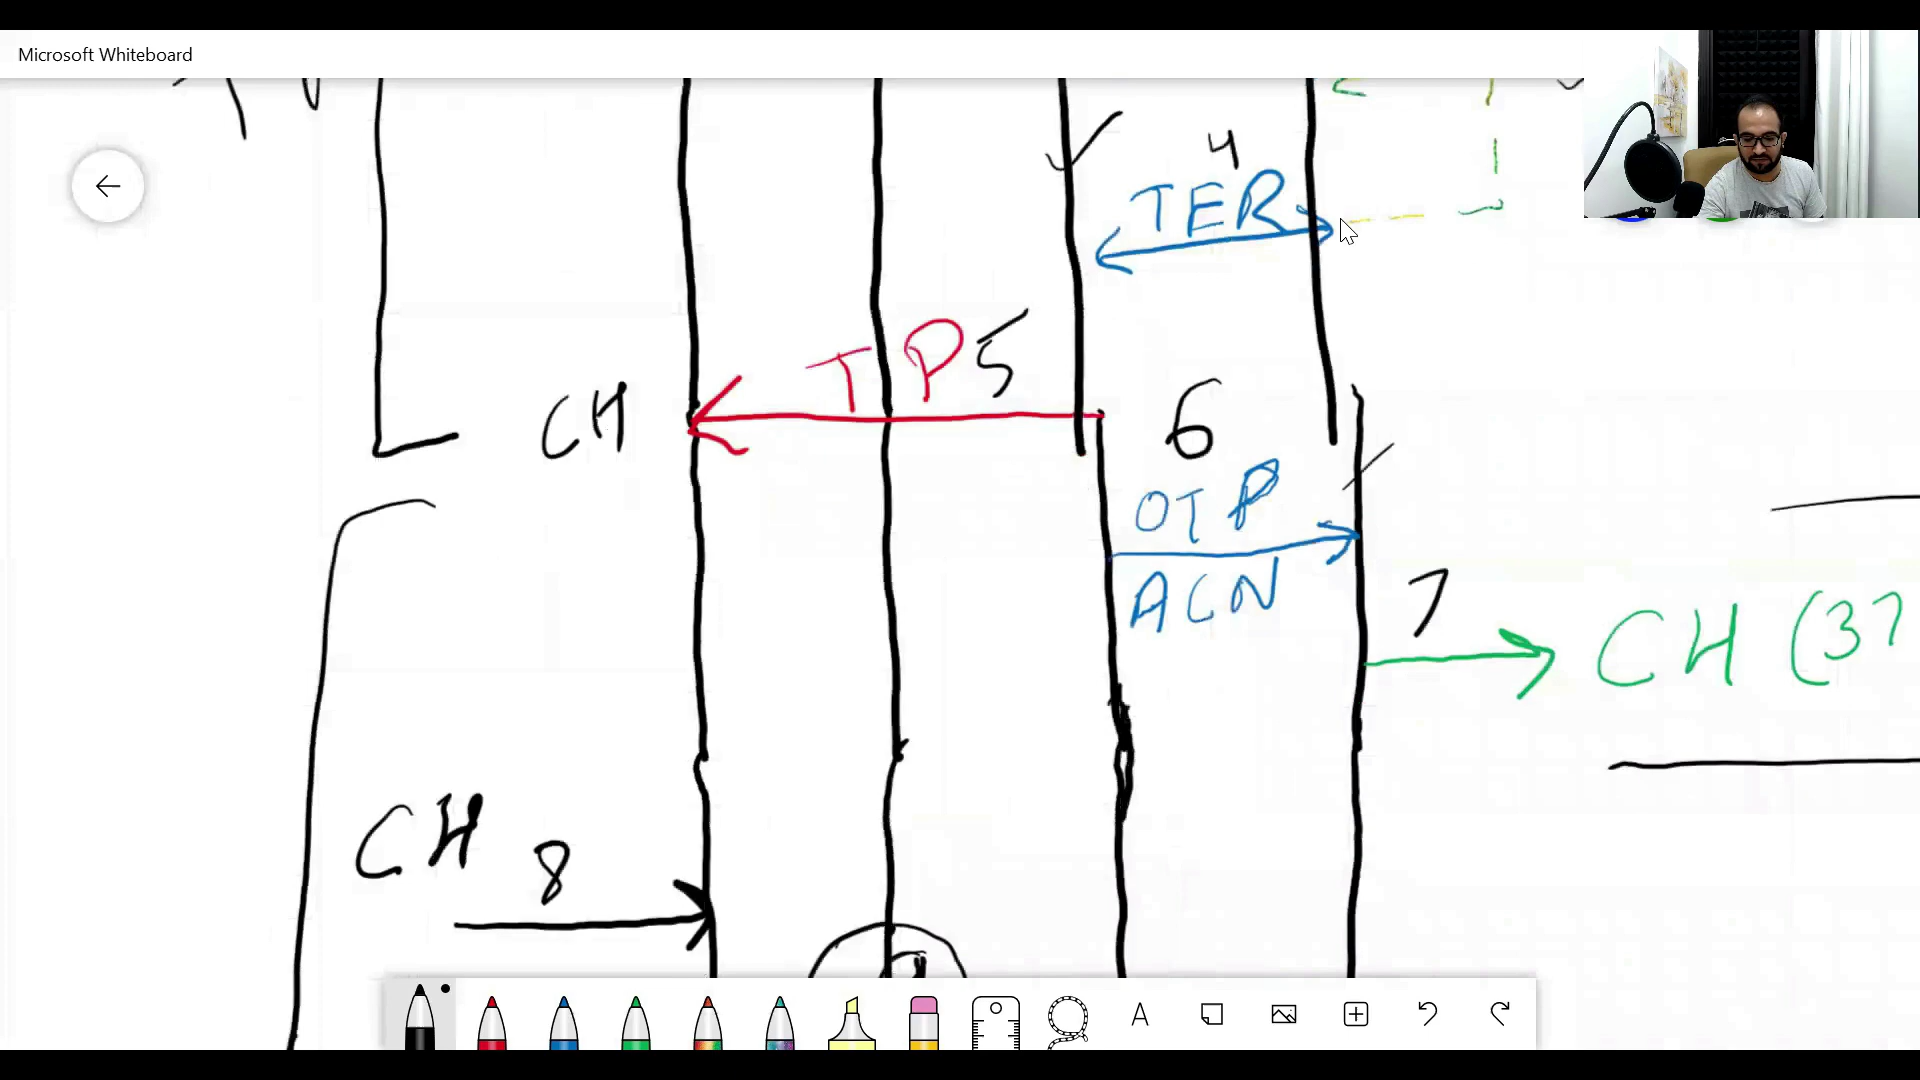 Microsoft Whiteboard
4
TER
TP5
CH
6
OTP
ACN
7
CH (37
CH
8